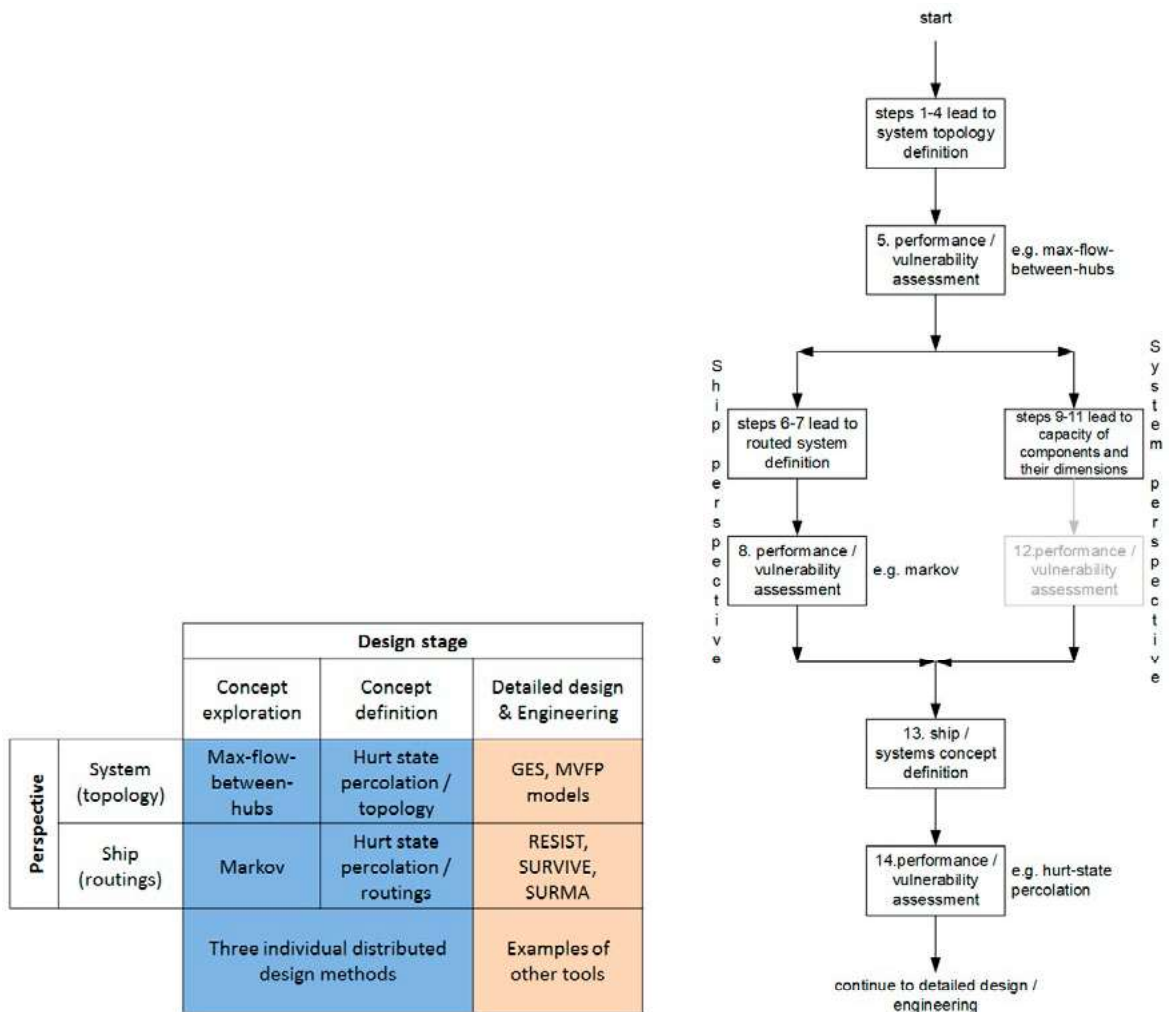 Design stage
Concept
exploration
Concept
definition
Detailed design
& Engineering
Perspective
System
(topology)
Max-flow-
between-
hubs
Hurt state
percolation /
topology
GES, MVFP
models
Ship
(routings)
Markov
Hurt state
percolation /
routings
RESIST,
SURVIVE,
SURMA
Three individual distributed
design methods
Examples of
other tools
start
steps 1-4 lead to
system topology
definition
5. performance /
vulnerability
assessment
e.g. max-flow-
between-hubs
Ship perspective
System perspective
steps 6-7 lead to
routed system
definition
steps 9-11 lead to
capacity of
components and
their dimensions
8. performance /
vulnerability
assessment
e.g. markov
12.performance /
vulnerability
assessment
13. ship /
systems concept
definition
14.performance /
vulnerability
assessment
e.g. hurt-state
percolation
continue to detailed design /
engineering